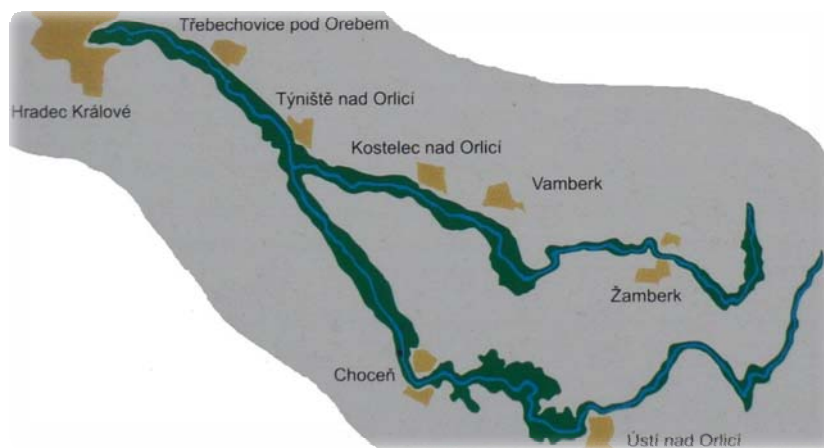 Třebechovice pod Orebem
Hradec Králové
Týniště nad Orlicí
Kostelec nad Orlicí
Vamberk
Žamberk
Choceň
Ústí nad Orlicí